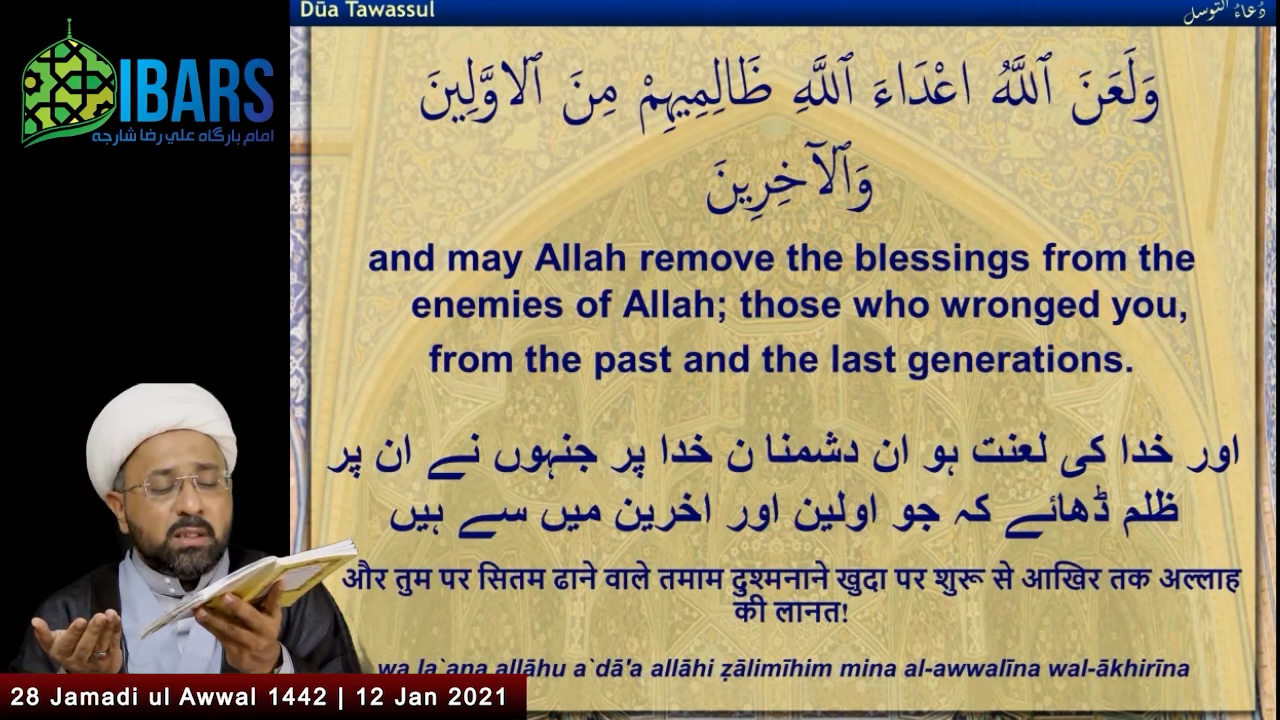 Dūa Tawassul
دُعَاءُ التوسل
IBARS
امام بارگاه علي رضا شارجه
وَلَعَنَ ٱللَّهُ اعْدَاءَ ٱللَّهِ ظَالِمِيهِمْ مِنَ ٱلاوَّلِينَ
وَٱلآخِرِينَ
and may Allah remove the blessings from the
enemies of Allah; those who wronged you,
from the past and the last generations.
اور خدا کی لعنت ہو ان دشمنا ن خدا پر جنہوں نے ان پر
ظلم ڈھائے کہ جو اولین اور اخرین میں سے ہیں
और तुम पर सितम ढाने वाले तमाम दुश्मनाने खुदा पर शुरू से आखिर तक अल्लाह
की लानत!
wa la`ana allāhu a`dā'a allāhi ẓālimīhim mina al-awwalīna wal-ākhirīna
28 Jamadi ul Awwal 1442 | 12 Jan 2021